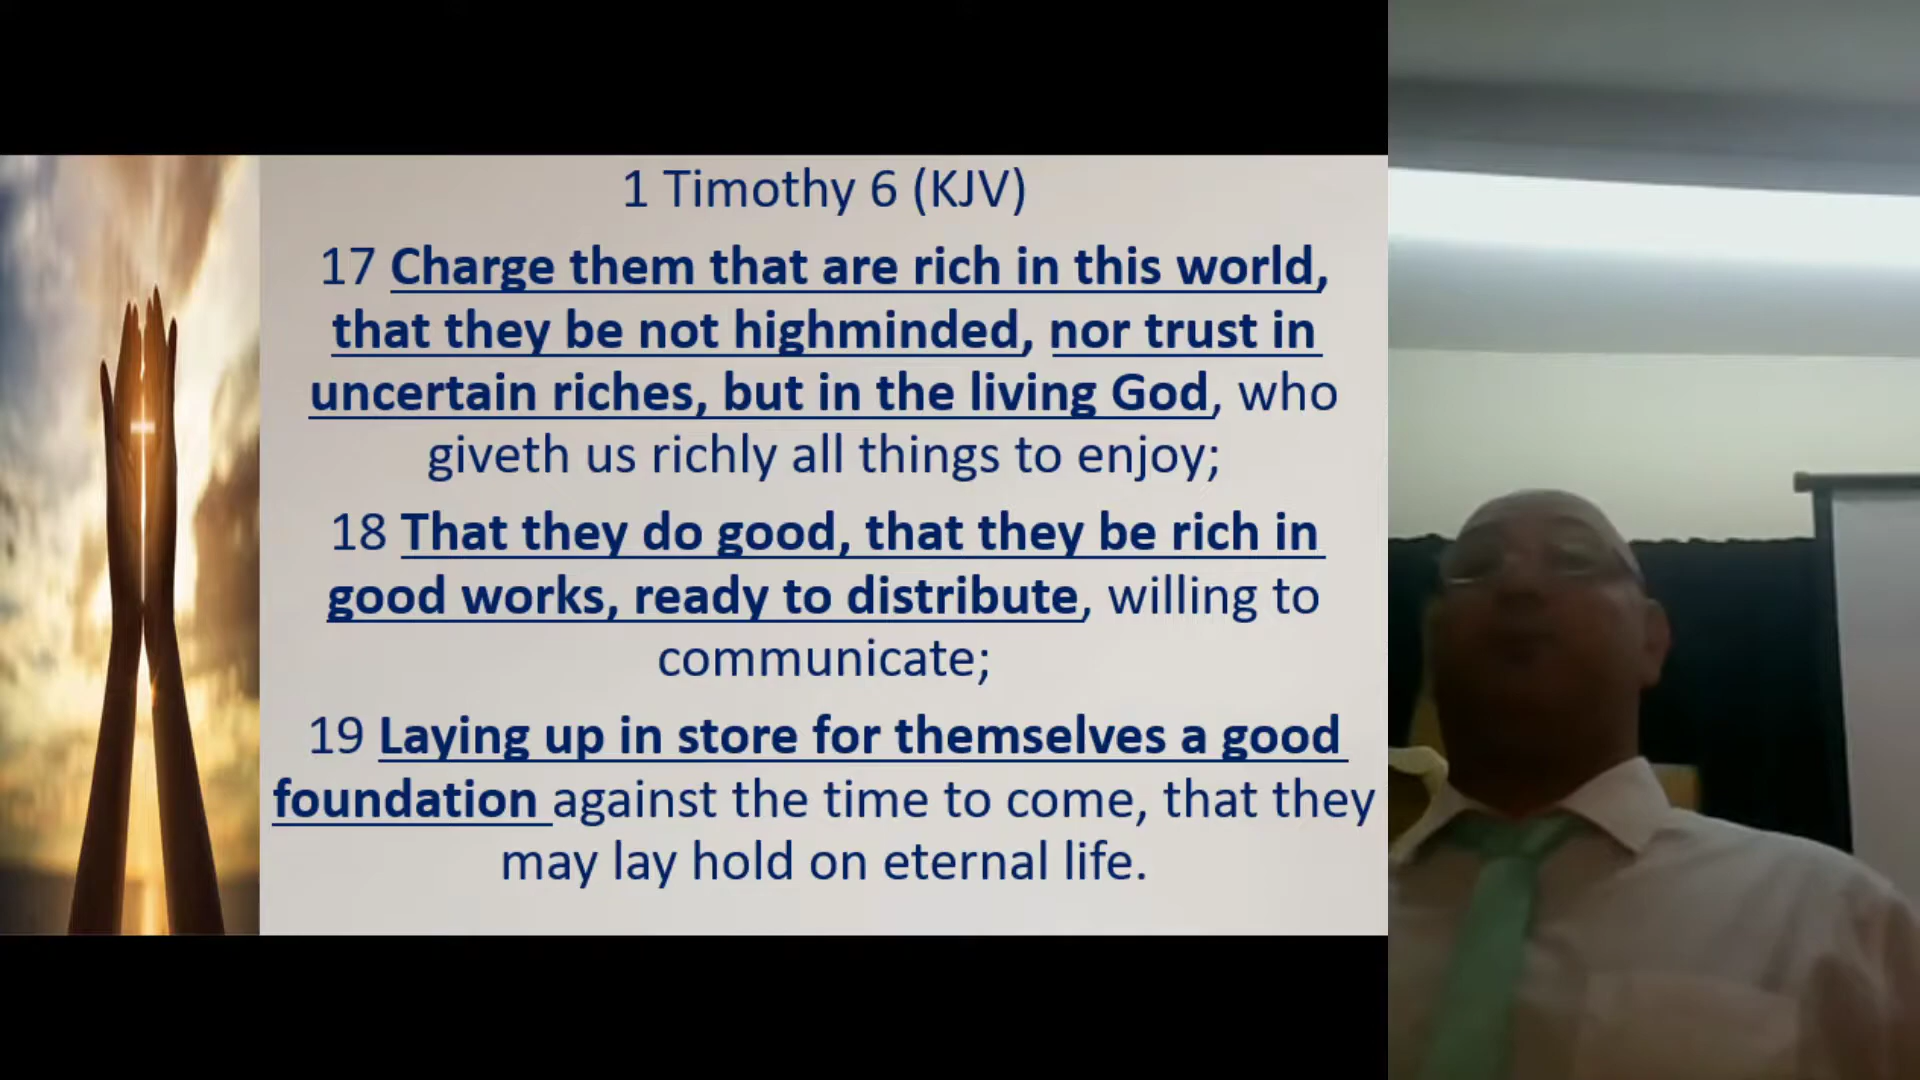 1 Timothy 6 (KJV)
17 Charge them that are rich in this world,
that they be not highminded, nor trust in
uncertain riches, but in the living God, who
giveth us richly all things to enjoy;
18 That they do good, that they be rich in
good works, ready to distribute, willing to
communicate;
19 Laying up in store for themselves a good
foundation against the time to come, that they
may lay hold on eternal life.